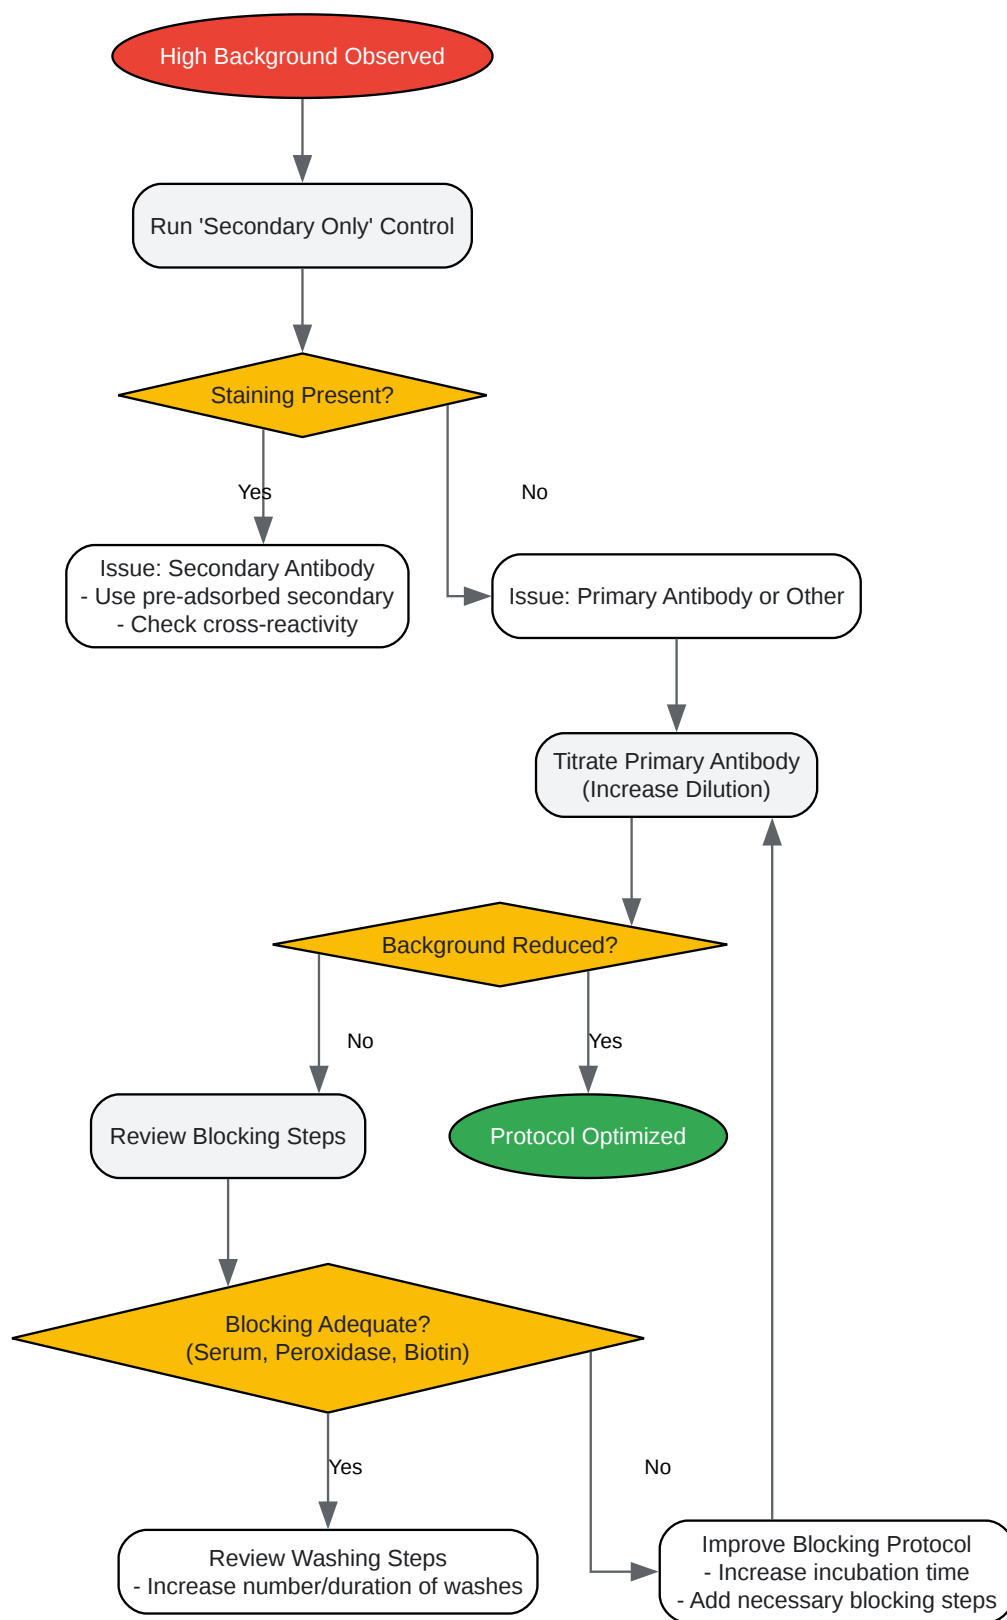 High Background Observed
Run 'Secondary Only' Control
Staining Present?
Yes
No
Issue: Secondary Antibody
- Use pre-adsorbed secondary
- Check cross-reactivity
Issue: Primary Antibody or Other
Titrate Primary Antibody
(Increase Dilution)
Background Reduced?
No
Yes
Review Blocking Steps
Protocol Optimized
Blocking Adequate?
(Serum, Peroxidase, Biotin)
Yes
No
Review Washing Steps
- Increase number/duration of washes
Improve Blocking Protocol
- Increase incubation time
- Add necessary blocking steps